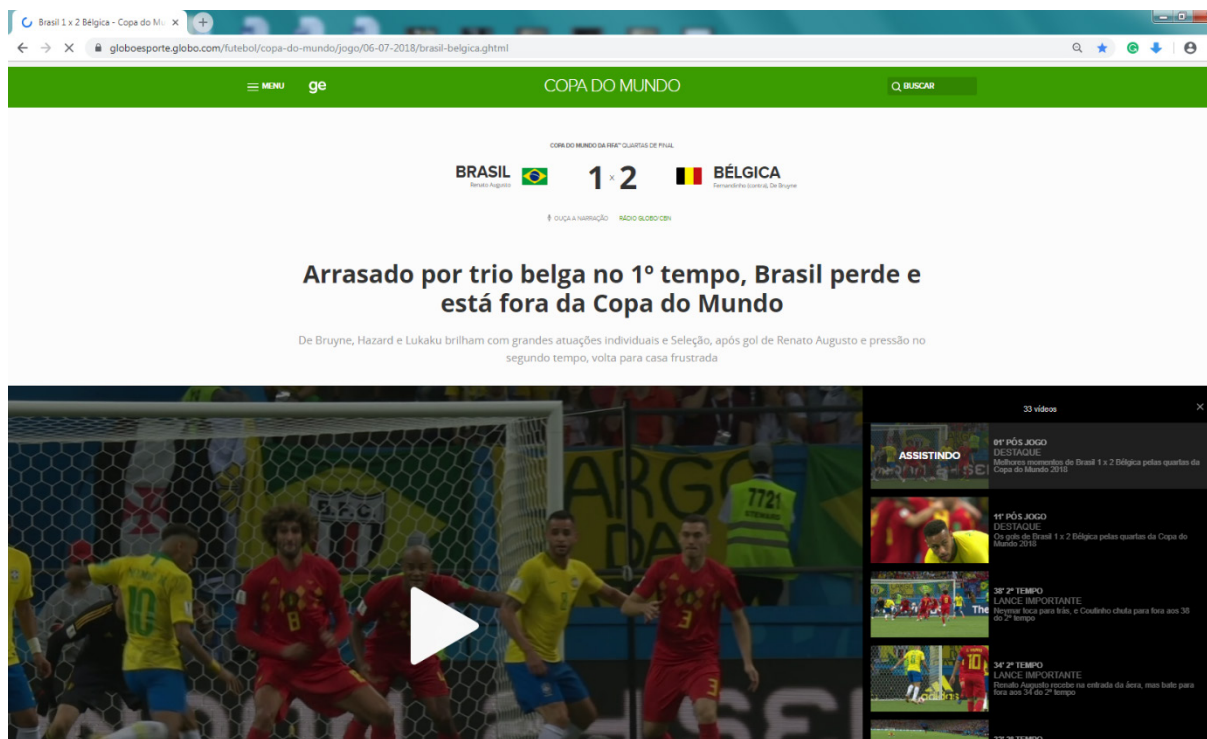 Brasil 1 x 2 Bélgica - Copa do Mu
globoesporte.globo.com/futebol/copa-do-mundo/jogo/06-07-2018/brasil-belgica.ghtml
MENU ge COPA DO MUNDO BUSCAR
COPA DO MUNDO DA FIFA™ QUARTAS DE FINAL
BRASIL 1 x 2 BÉLGICA
Renato Augusto Fernandinho (contra), De Bruyne
OUÇA A NARRAÇÃO RÁDIO GLOBO/CBN
Arrasado por trio belga no 1º tempo, Brasil perde e
está fora da Copa do Mundo
De Bruyne, Hazard e Lukaku brilham com grandes atuações individuais e Seleção, após gol de Renato Augusto e pressão no
segundo tempo, volta para casa frustrada
B.F.C.
ARG
DA
7721
STEWARD
10
8
3
33 vídeos
ASSISTINDO
01' PÓS JOGO
DESTAQUE
Melhores momentos de Brasil 1 x 2 Bélgica pelas quartas da
Copa do Mundo 2018
11' PÓS JOGO
DESTAQUE
Os gols de Brasil 1 x 2 Bélgica pelas quartas da Copa do
Mundo 2018
38' 2º TEMPO
LANCE IMPORTANTE
Neymar toca para trás, e Coutinho chuta para fora aos 38
do 2º tempo
34' 2º TEMPO
LANCE IMPORTANTE
Renato Augusto recebe na entrada da áera, mas bate para
fora aos 34 do 2º tempo